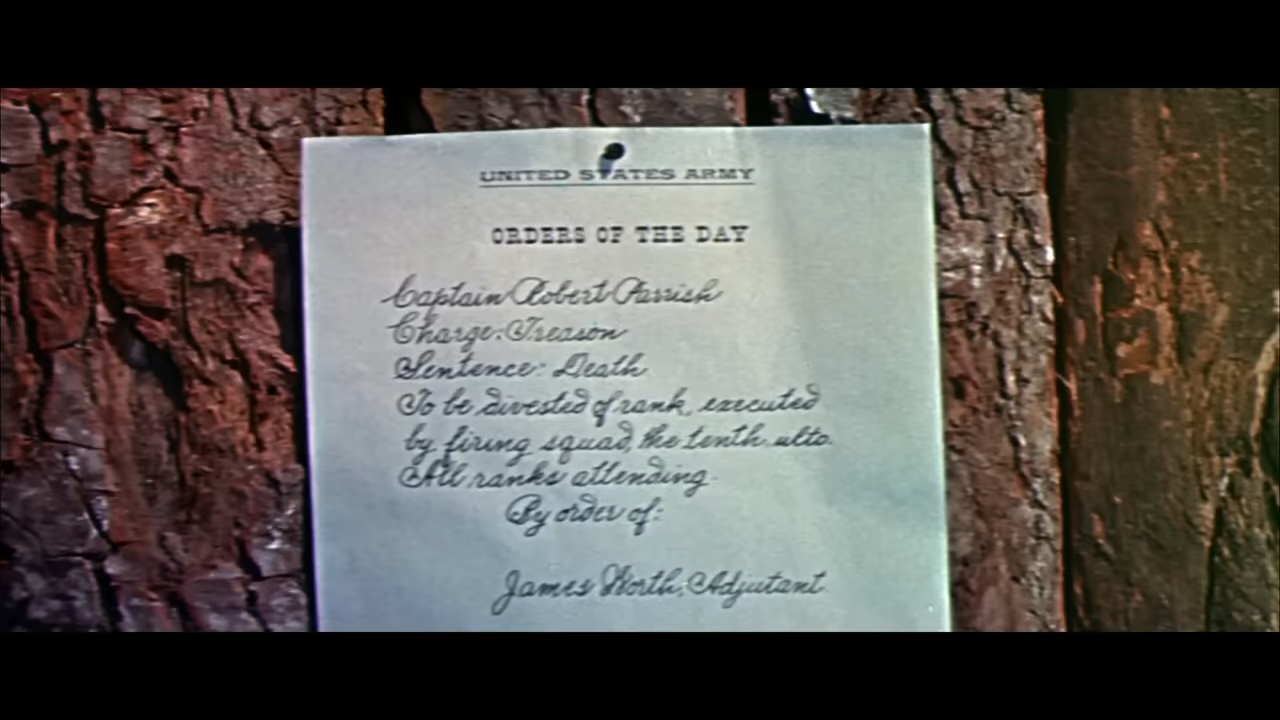 UNITED STATES ARMY
ORDERS OF THE DAY
Captain Robert Parrish
Charge: Treason
Sentence: Death
To be divested of rank, executed
by firing squad, the tenth ulto.
All ranks attending.
By order of:
James Worth, Adjutant